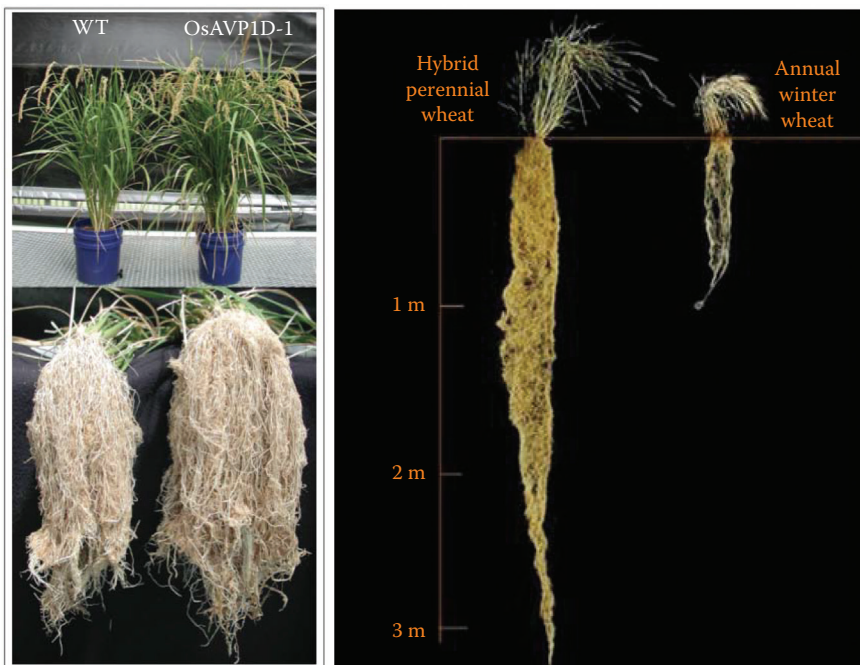 WT
OsAVP1D-1
Hybrid
perennial
wheat
Annual
winter
wheat
1 m
2 m
3 m